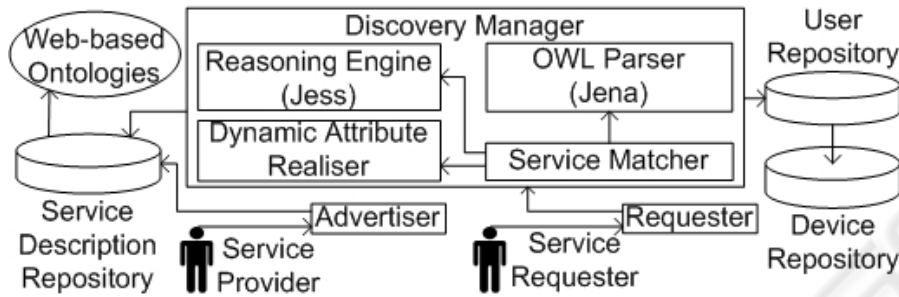 Discovery Manager
Web-based
Ontologies
Reasoning Engine
(Jess)
OWL Parser
(Jena)
User
Repository
Dynamic Attribute
Realiser
Service Matcher
Service
Description
Repository
Advertiser
Service
Provider
Requester
Service
Requester
Device
Repository